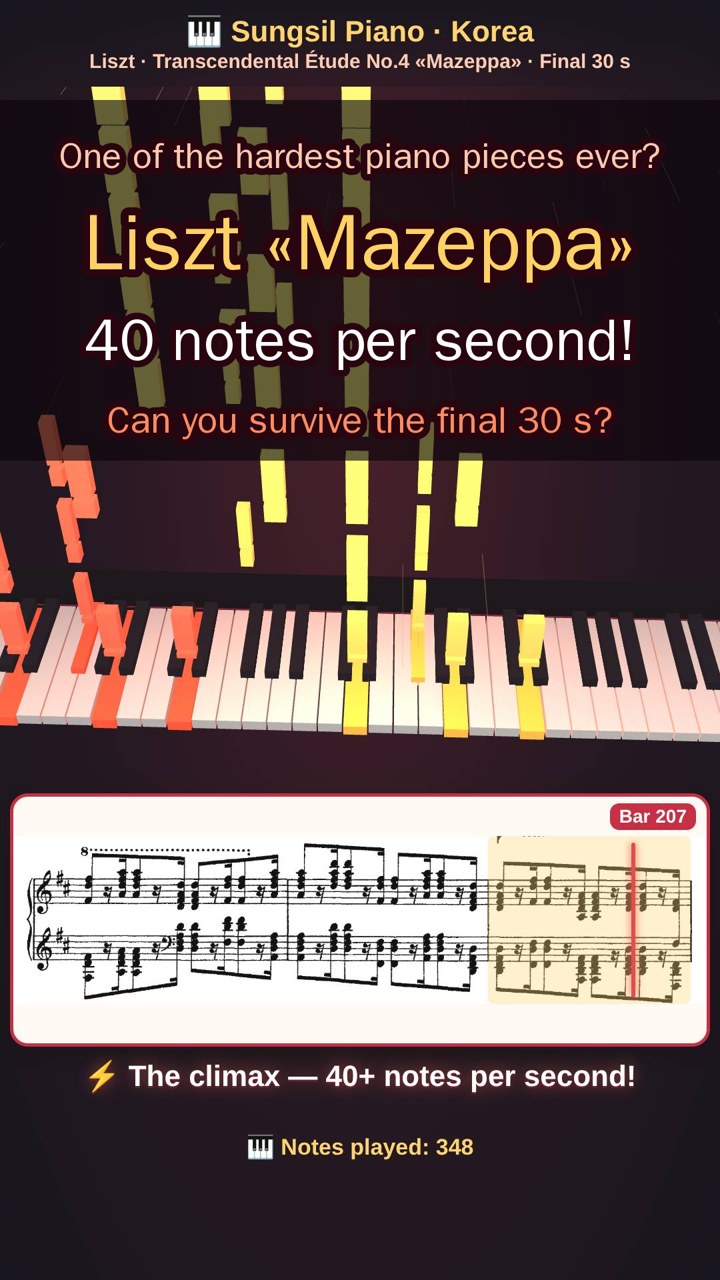 🎹 Sungsil Piano · Korea
Liszt · Transcendental Étude No.4 «Mazeppa» · Final 30 s
One of the hardest piano pieces ever?
Liszt «Mazeppa»
40 notes per second!
Can you survive the final 30 s?
Bar 207
8
⚡ The climax — 40+ notes per second!
🎹 Notes played: 348